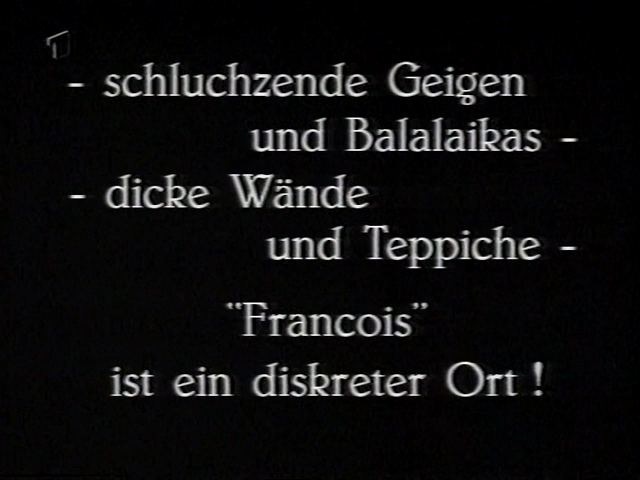 - schluchzende Geigen
und Balalaikas -
- dicke Wände
und Teppiche -
"Francois"
ist ein diskreter Ort!